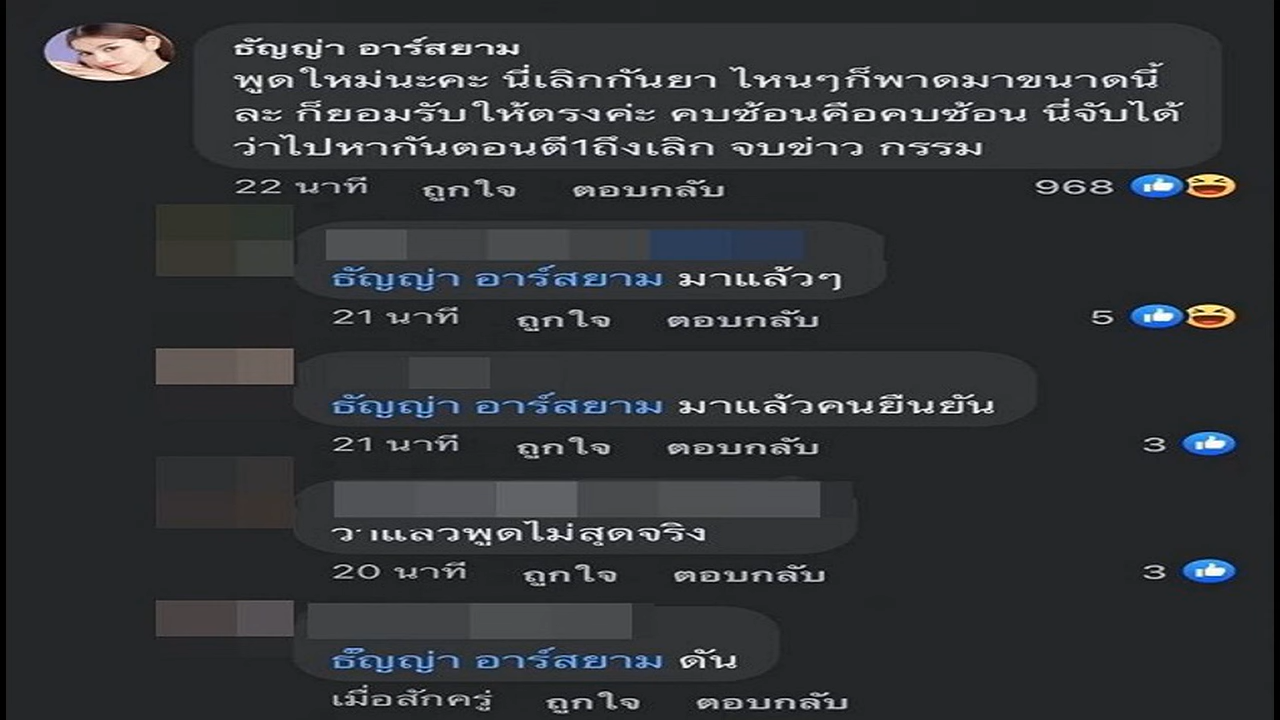 ธัญญ่า อาร์สยาม
พูดใหม่นะคะ นี่เลิกกันยา ไหนๆก็พาดมาขนาดนี้
ละ ก็ยอมรับให้ตรงค่ะ คบซ้อนคือคบซ้อน นี่จับได้
ว่าไปหากันตอนตี1ถึงเลิก จบข่าว กรรม
22 นาที ถูกใจ ตอบกลับ 968
ธัญญ่า อาร์สยาม มาแล้วๆ
21 นาที ถูกใจ ตอบกลับ 5
ธัญญ่า อาร์สยาม มาแล้วคนยืนยัน
21 นาที ถูกใจ ตอบกลับ 3
พูดไม่สุดจริง
20 นาที ถูกใจ ตอบกลับ 3
ธัญญ่า อาร์สยาม ดัน
เมื่อสักครู่ ถูกใจ ตอบกลับ